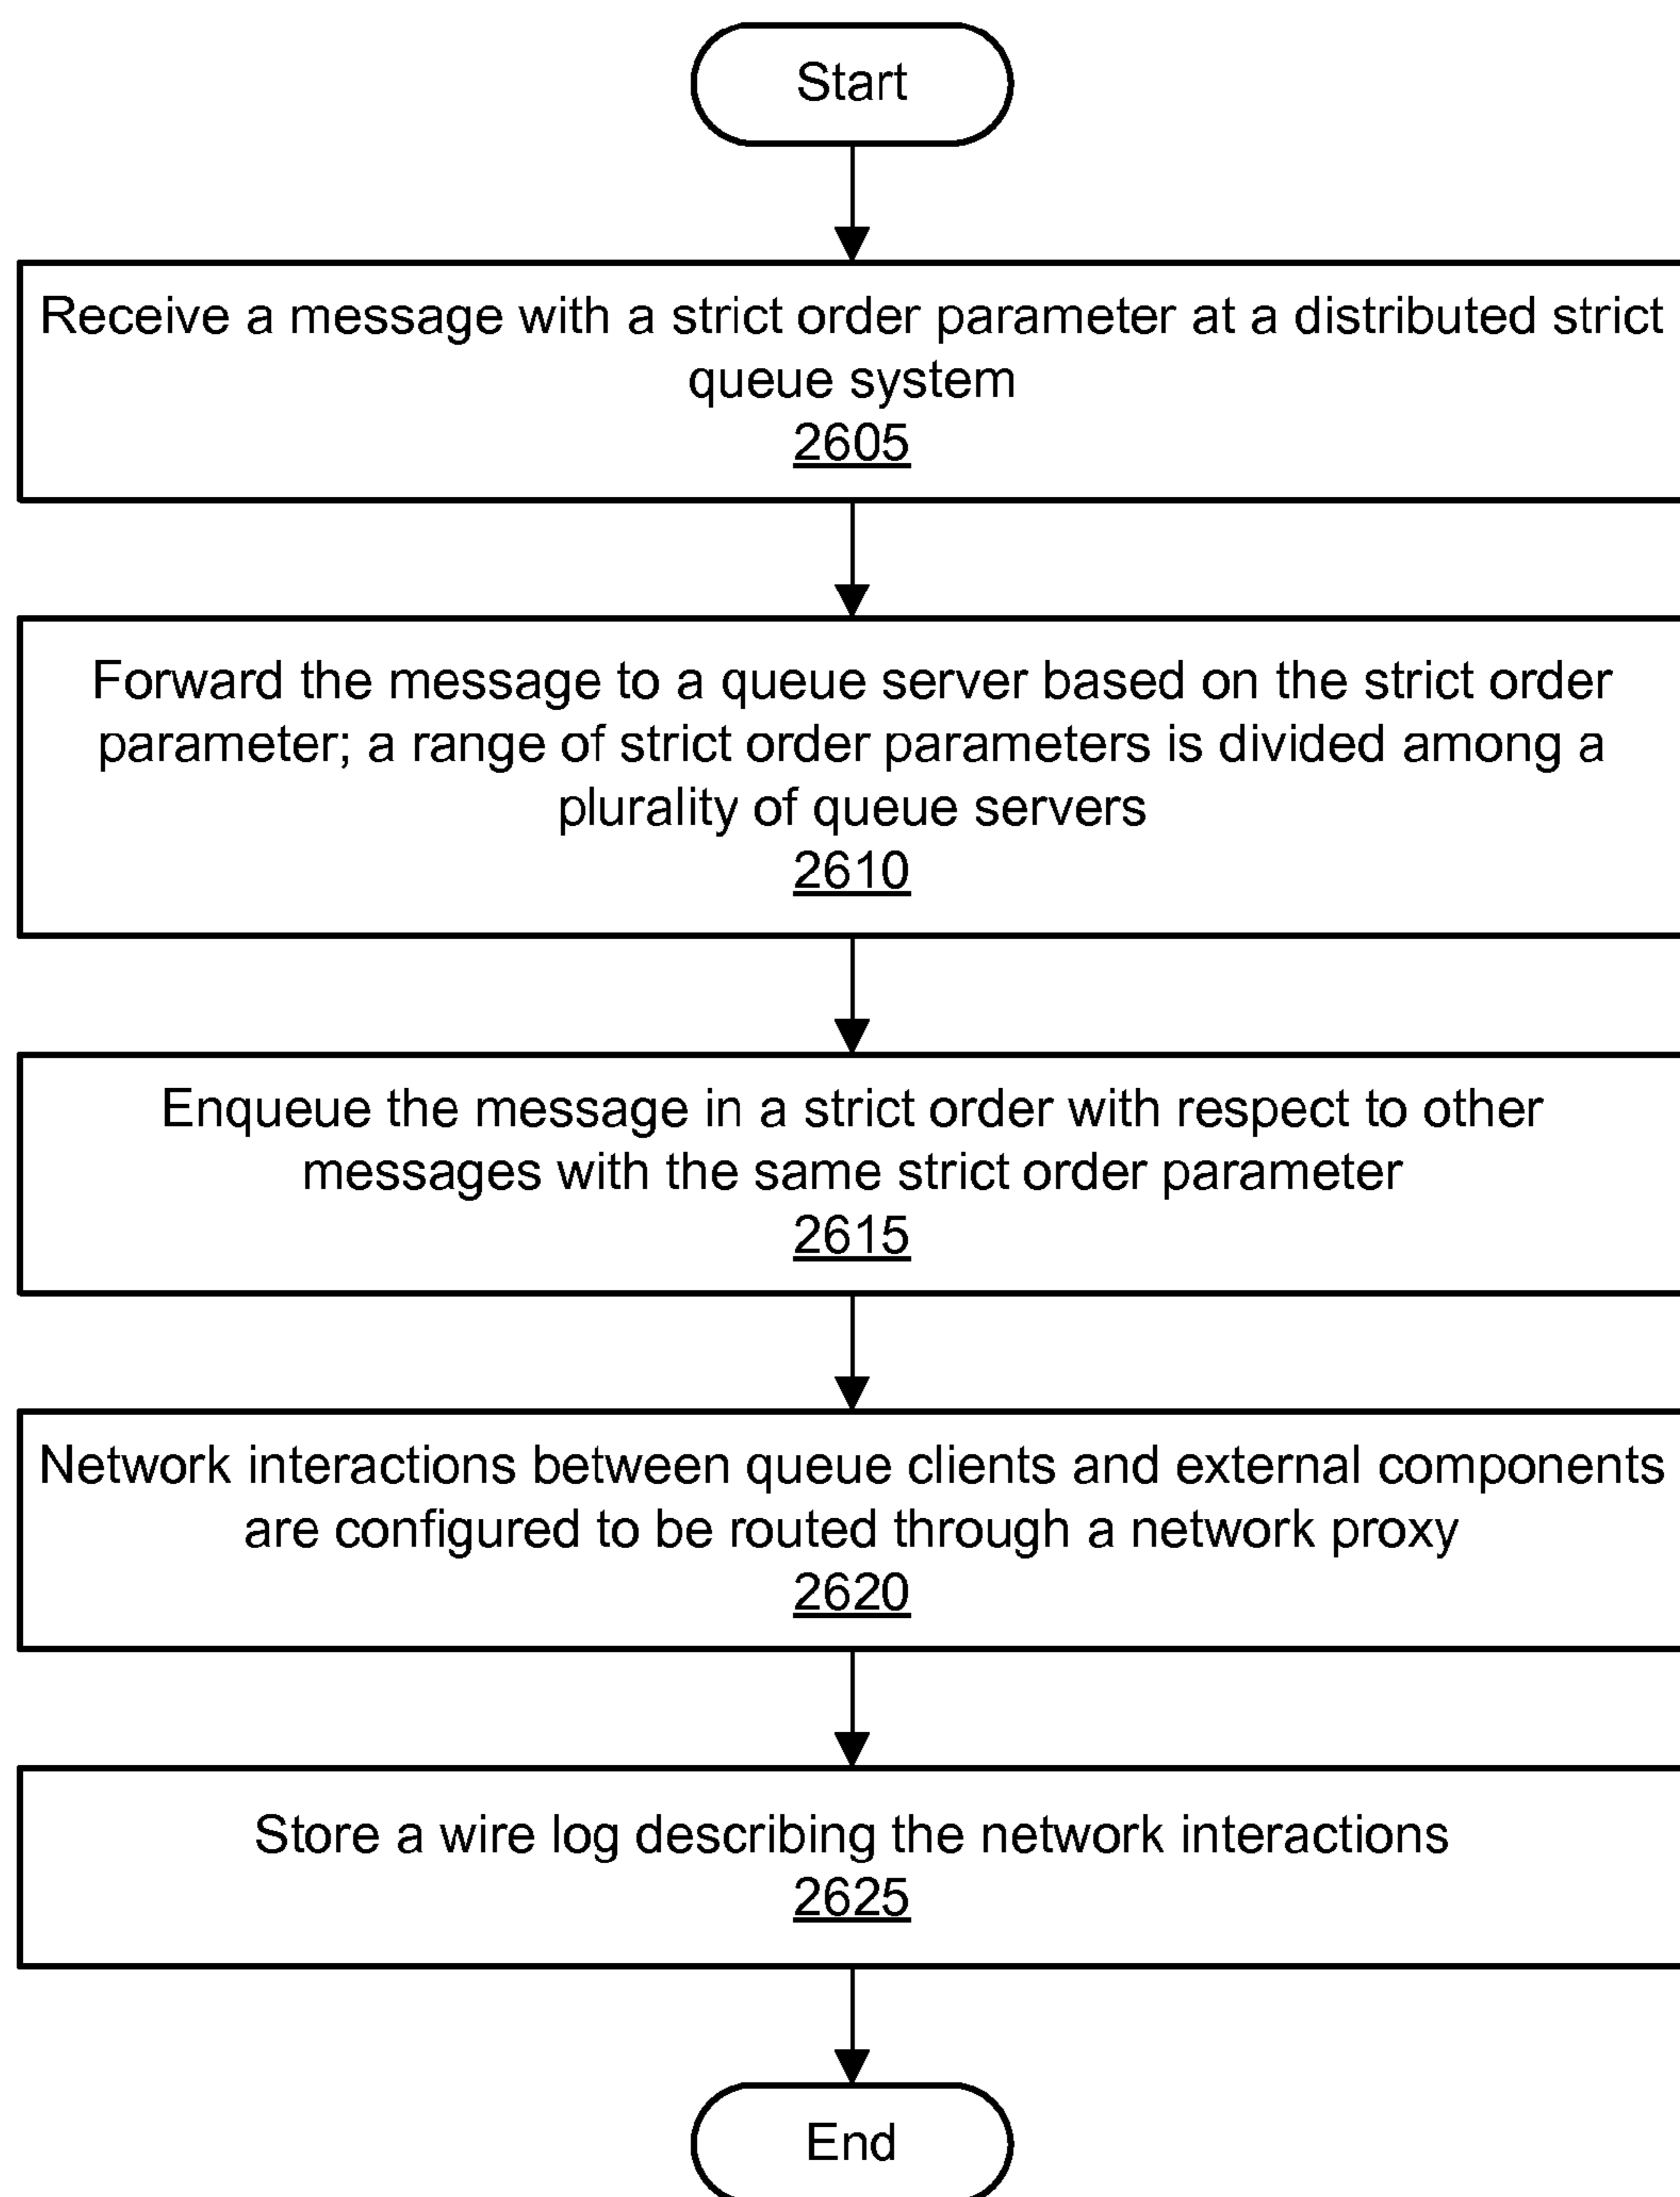 Start
Receive a message with a strict order parameter at a distributed strict
queue system
2605
Forward the message to a queue server based on the strict order
parameter; a range of strict order parameters is divided among a
plurality of queue servers
2610
Enqueue the message in a strict order with respect to other
messages with the same strict order parameter
2615
Network interactions between queue clients and external components
are configured to be routed through a network proxy
2620
Store a wire log describing the network interactions
2625
End